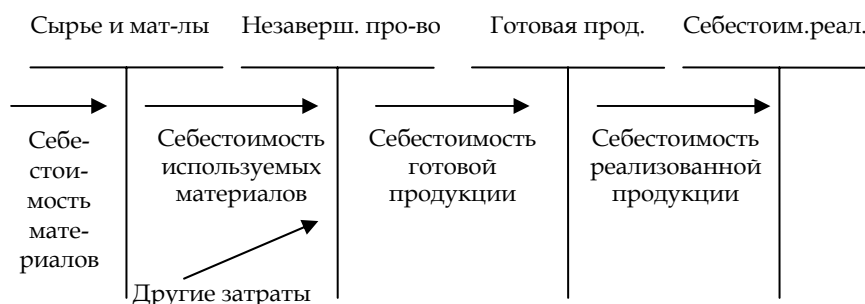 Сырье и мат-лы Незаверш. про-во Готовая прод. Себестоим.реал.
Себе-
стои-
мость
мате-
риалов
Себестоимость
используемых
материалов
Себестоимость
готовой
продукции
Себестоимость
реализованной
продукции
Другие затраты